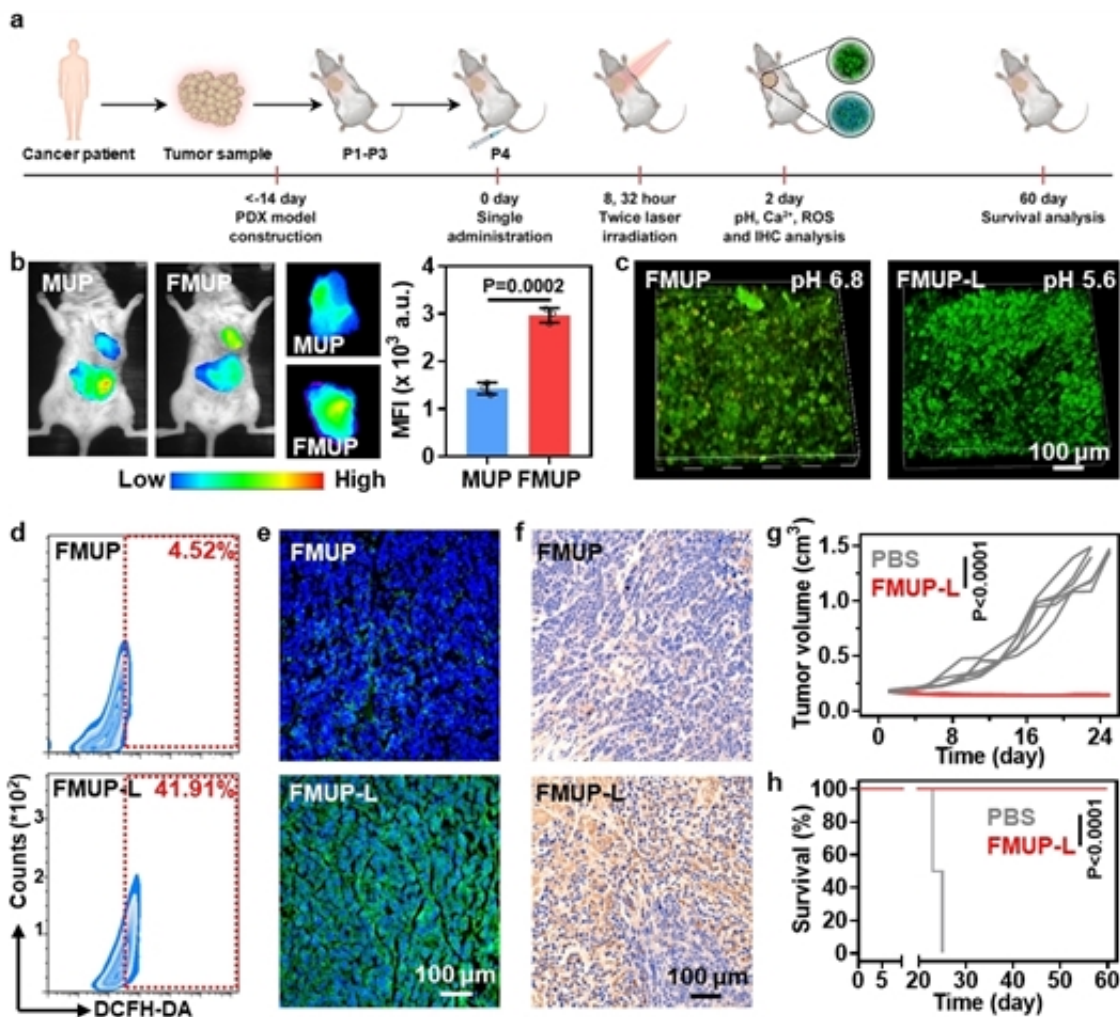 a
Cancer patient
Tumor sample
P1-P3
P4
<-14 day
PDX model
construction
0 day
Single
administration
8, 32 hour
Twice laser
irradiation
2 day
pH, Ca²⁺, ROS
and IHC analysis
60 day
Survival analysis
b
MUP
FMUP
MUP
FMUP
Low
High
MFI (x 10³ a.u.)
4
3
2
1
0
P=0.0002
MUP FMUP
c
FMUP
pH 6.8
FMUP-L
pH 5.6
100 µm
d
FMUP
4.52%
FMUP-L
41.91%
Counts (*10²)
3
2
1
DCFH-DA
e
FMUP
FMUP-L
100 µm
f
FMUP
FMUP-L
100 µm
g
Tumor volume (cm³)
1.5
1.0
0.5
0.0
PBS
FMUP-L
P<0.0001
0 8 16 24
Time (day)
h
Survival (%)
100
80
60
40
20
0
PBS
FMUP-L
P<0.0001
0 5 20 30 40 50 60
Time (day)